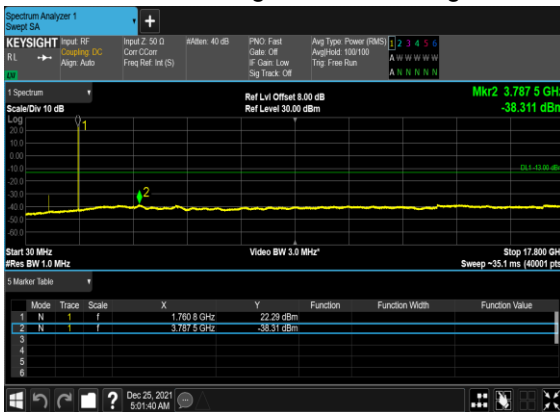 Spectrum Analyzer 1
Swept SA
KEYSIGHT
RL
LV
Input: RF
Coupling: DC
Align: Auto
Input Z: 50 Ω
Corr CCorr
Freq Ref: Int (S)
#Atten: 40 dB
PNO: Fast
Gate: Off
IF Gain: Low
Sig Track: Off
Avg Type: Power (RMS)
Avg|Hold: 100/100
Trig: Free Run
1 2 3 4 5 6
A W W W W W
A N N N N N
1 Spectrum
Scale/Div 10 dB
Ref Lvl Offset 8.00 dB
Ref Level 30.00 dBm
Mkr2 3.787 5 GHz
-38.311 dBm
Log
20.0
10.0
0.00
-10.0
-20.0
-30.0
-40.0
-50.0
-60.0
1
2
DL1 -13.00 dBm
Start 30 MHz
#Res BW 1.0 MHz
Video BW 3.0 MHz*
Stop 17.800 GHz
Sweep ~35.1 ms (40001 pts)
5 Marker Table
Mode Trace Scale X Y Function Function Width Function Value
1 N 1 f 1.760 8 GHz 22.29 dBm
2 N 1 f 3.787 5 GHz -38.31 dBm
3
4
5
6
?
Dec 25, 2021
5:01:40 AM